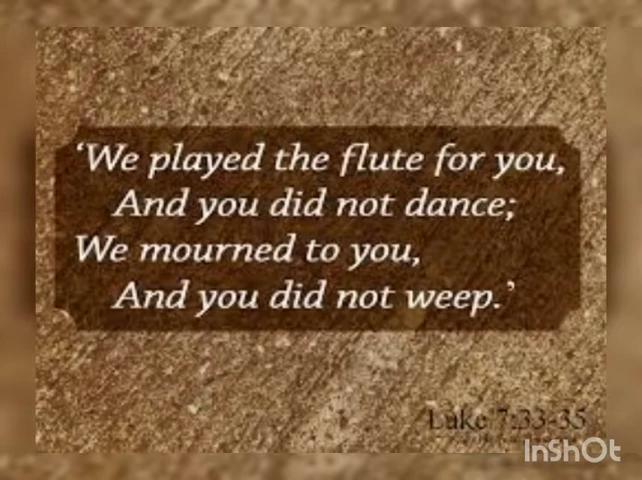 ‘We played the flute for you,
And you did not dance;
We mourned to you,
And you did not weep.’
Luke 7:33-35
InShOt